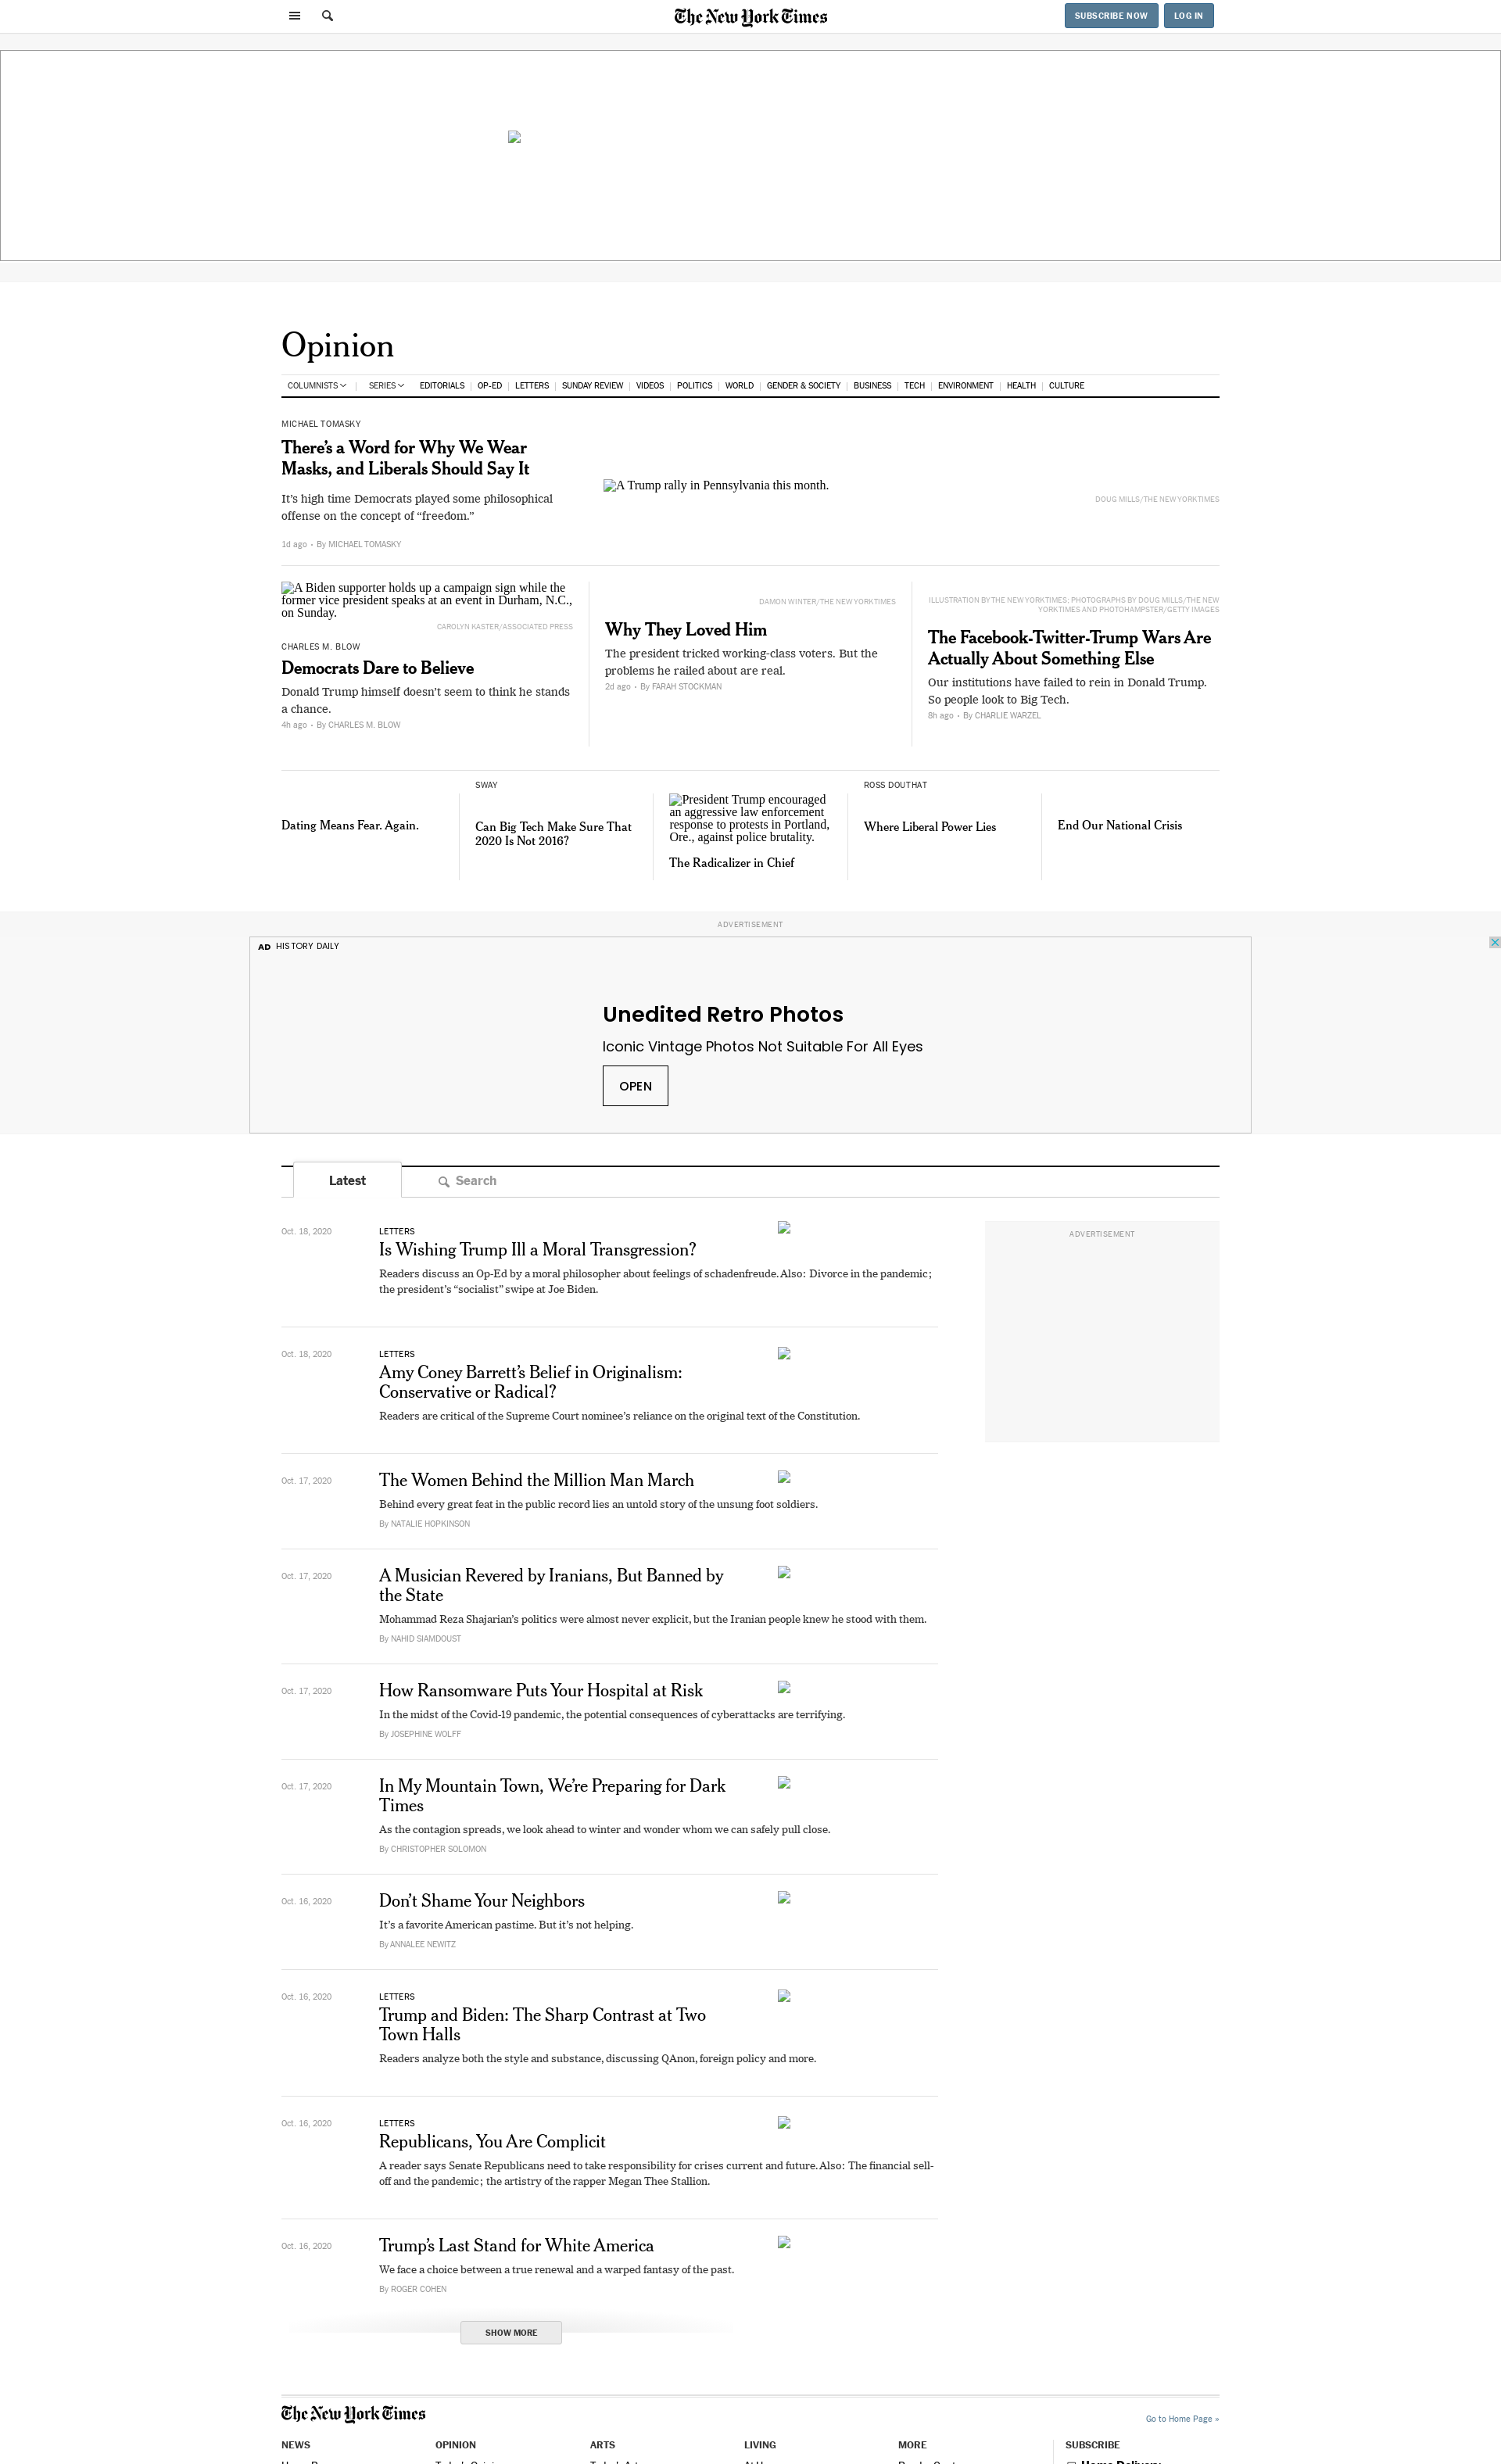 The New York Times
SUBSCRIBE NOW
LOG IN
Opinion
COLUMNISTS
SERIES
EDITORIALS
OP-ED
LETTERS
SUNDAY REVIEW
VIDEOS
POLITICS
WORLD
GENDER & SOCIETY
BUSINESS
TECH
ENVIRONMENT
HEALTH
CULTURE
MICHAEL TOMASKY
There’s a Word for Why We Wear
Masks, and Liberals Should Say It
It’s high time Democrats played some philosophical
offense on the concept of “freedom.”
1d ago • By MICHAEL TOMASKY
A Trump rally in Pennsylvania this month.
DOUG MILLS/THE NEW YORK TIMES
A Biden supporter holds up a campaign sign while the
former vice president speaks at an event in Durham, N.C.,
on Sunday.
CAROLYN KASTER/ASSOCIATED PRESS
CHARLES M. BLOW
Democrats Dare to Believe
Donald Trump himself doesn’t seem to think he stands
a chance.
4h ago • By CHARLES M. BLOW
DAMON WINTER/THE NEW YORK TIMES
Why They Loved Him
The president tricked working-class voters. But the
problems he railed about are real.
2d ago • By FARAH STOCKMAN
ILLUSTRATION BY THE NEW YORK TIMES; PHOTOGRAPHS BY DOUG MILLS/THE NEW
YORK TIMES AND PHOTOHAMPSTER/GETTY IMAGES
The Facebook-Twitter-Trump Wars Are
Actually About Something Else
Our institutions have failed to rein in Donald Trump.
So people look to Big Tech.
8h ago • By CHARLIE WARZEL
Dating Means Fear. Again.
SWAY
Can Big Tech Make Sure That
2020 Is Not 2016?
President Trump encouraged
an aggressive law enforcement
response to protests in Portland,
Ore., against police brutality.
The Radicalizer in Chief
ROSS DOUTHAT
Where Liberal Power Lies
End Our National Crisis
ADVERTISEMENT
AD HISTORY DAILY
Unedited Retro Photos
Iconic Vintage Photos Not Suitable For All Eyes
OPEN
Latest
Search
Oct. 18, 2020
LETTERS
Is Wishing Trump Ill a Moral Transgression?
Readers discuss an Op-Ed by a moral philosopher about feelings of schadenfreude. Also: Divorce in the pandemic;
the president’s “socialist” swipe at Joe Biden.
ADVERTISEMENT
Oct. 18, 2020
LETTERS
Amy Coney Barrett’s Belief in Originalism:
Conservative or Radical?
Readers are critical of the Supreme Court nominee’s reliance on the original text of the Constitution.
Oct. 17, 2020
The Women Behind the Million Man March
Behind every great feat in the public record lies an untold story of the unsung foot soldiers.
By NATALIE HOPKINSON
Oct. 17, 2020
A Musician Revered by Iranians, But Banned by
the State
Mohammad Reza Shajarian’s politics were almost never explicit, but the Iranian people knew he stood with them.
By NAHID SIAMDOUST
Oct. 17, 2020
How Ransomware Puts Your Hospital at Risk
In the midst of the Covid-19 pandemic, the potential consequences of cyberattacks are terrifying.
By JOSEPHINE WOLFF
Oct. 17, 2020
In My Mountain Town, We’re Preparing for Dark
Times
As the contagion spreads, we look ahead to winter and wonder whom we can safely pull close.
By CHRISTOPHER SOLOMON
Oct. 16, 2020
Don’t Shame Your Neighbors
It’s a favorite American pastime. But it’s not helping.
By ANNALEE NEWITZ
Oct. 16, 2020
LETTERS
Trump and Biden: The Sharp Contrast at Two
Town Halls
Readers analyze both the style and substance, discussing QAnon, foreign policy and more.
Oct. 16, 2020
LETTERS
Republicans, You Are Complicit
A reader says Senate Republicans need to take responsibility for crises current and future. Also: The financial sell-
off and the pandemic; the artistry of the rapper Megan Thee Stallion.
Oct. 16, 2020
Trump’s Last Stand for White America
We face a choice between a true renewal and a warped fantasy of the past.
By ROGER COHEN
SHOW MORE
The New York Times
Go to Home Page »
NEWS
OPINION
ARTS
LIVING
MORE
SUBSCRIBE